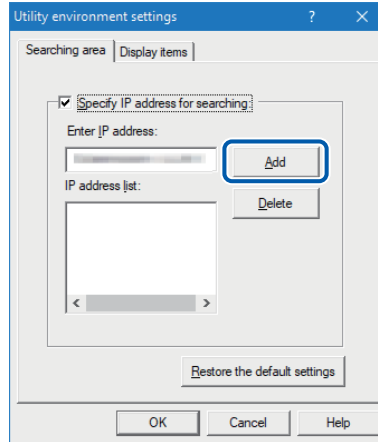 Utility environment settings ? ×
Searching area Display items
Specify IP address for searching:
Enter IP address:
Add
IP address list:
Delete
Restore the default settings
OK Cancel Help